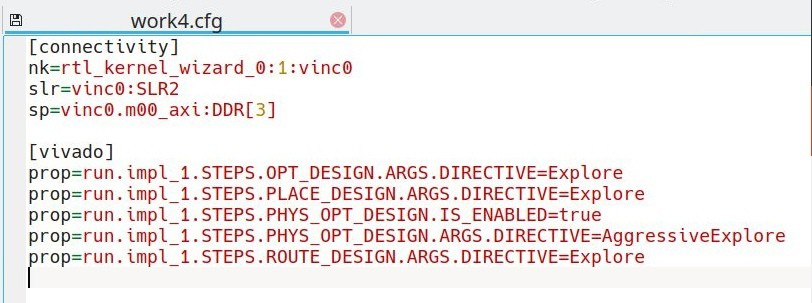 work4.cfg
[connectivity]
nk=rtl_kernel_wizard_0:1:vinc0
slr=vinc0:SLR2
sp=vinc0.m00_axi:DDR[3]
[vivado]
prop=run.impl_1.STEPS.OPT_DESIGN.ARGS.DIRECTIVE=Explore
prop=run.impl_1.STEPS.PLACE_DESIGN.ARGS.DIRECTIVE=Explore
prop=run.impl_1.STEPS.PHYS_OPT_DESIGN.IS_ENABLED=true
prop=run.impl_1.STEPS.PHYS_OPT_DESIGN.ARGS.DIRECTIVE=AggressiveExplore
prop=run.impl_1.STEPS.ROUTE_DESIGN.ARGS.DIRECTIVE=Explore